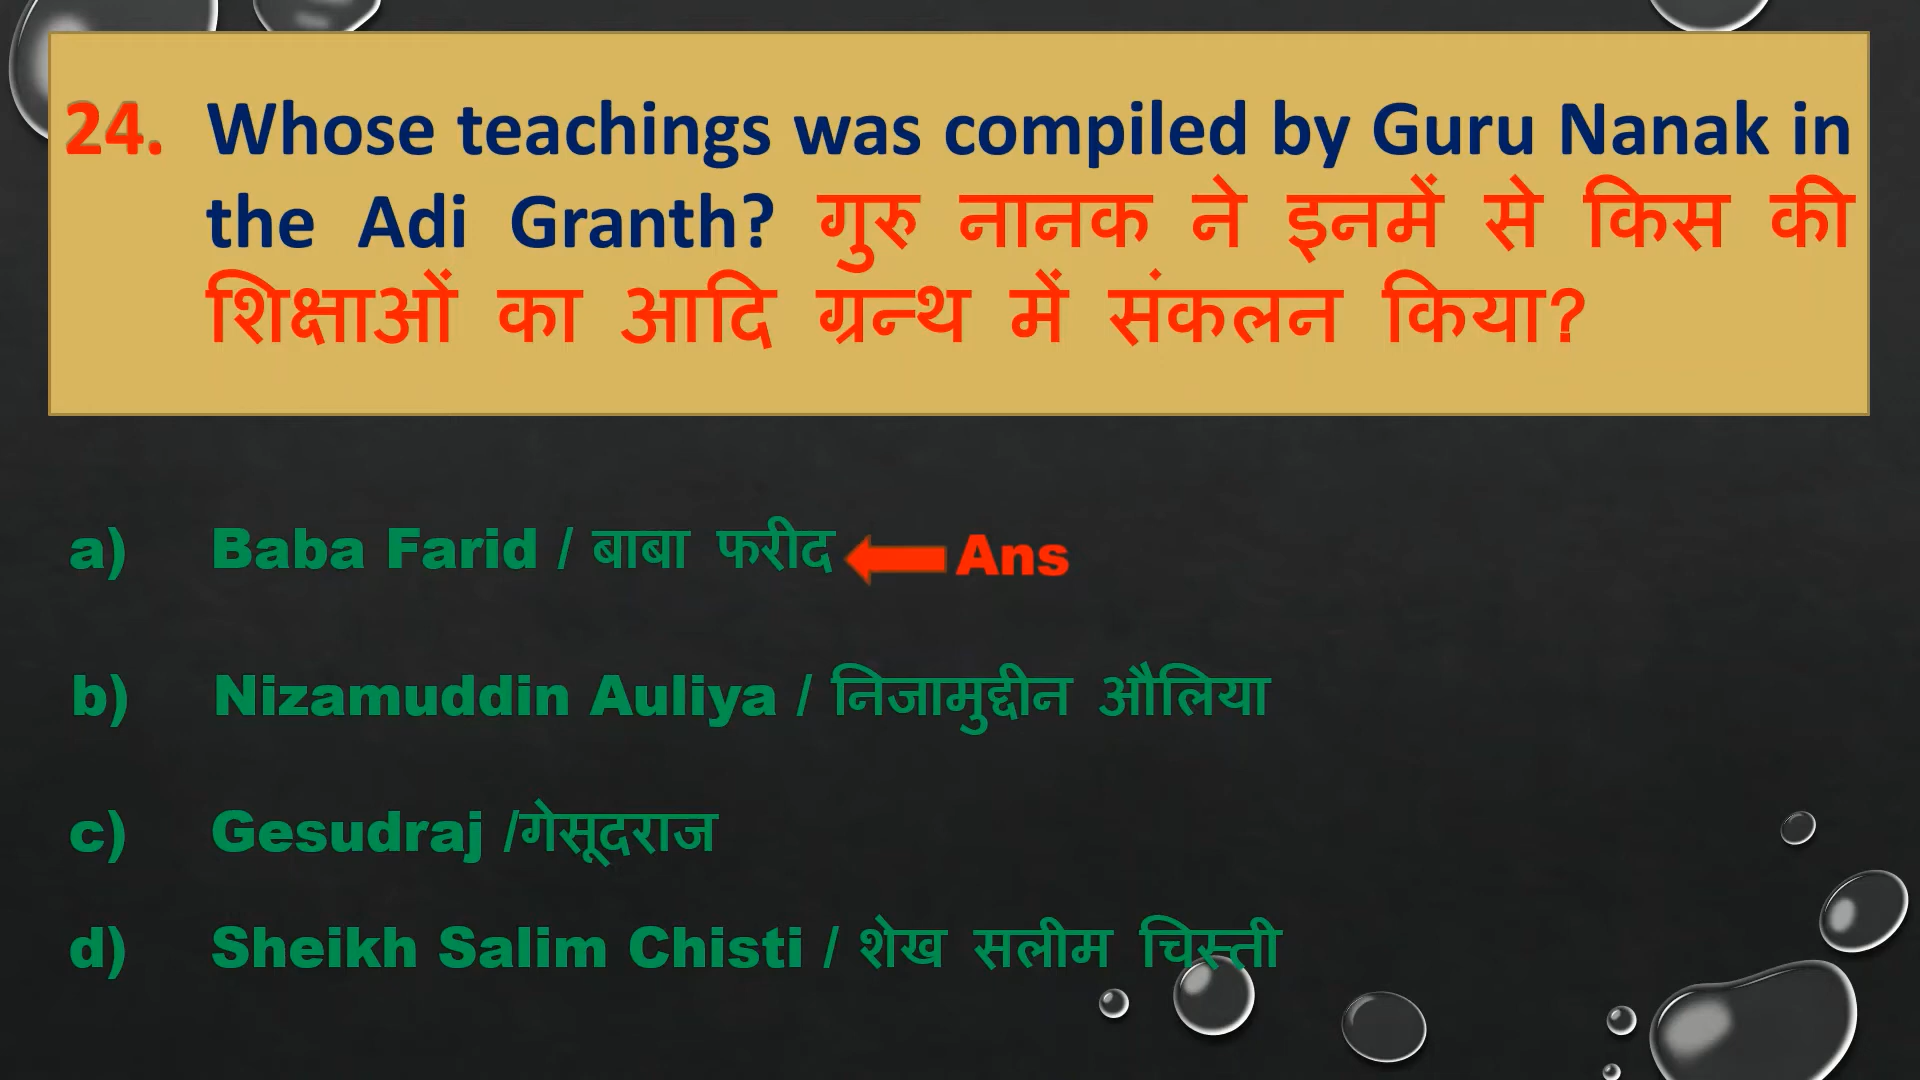 24. Whose teachings was compiled by Guru Nanak in
the Adi Granth? गुरु नानक ने इनमें से किस की
शिक्षाओं का आदि ग्रन्थ में संकलन किया?
a) Baba Farid / बाबा फरीद Ans
b) Nizamuddin Auliya / निजामुद्दीन औलिया
c) Gesudraj /गेसूदराज
d) Sheikh Salim Chisti / शेख सलीम चिस्ती